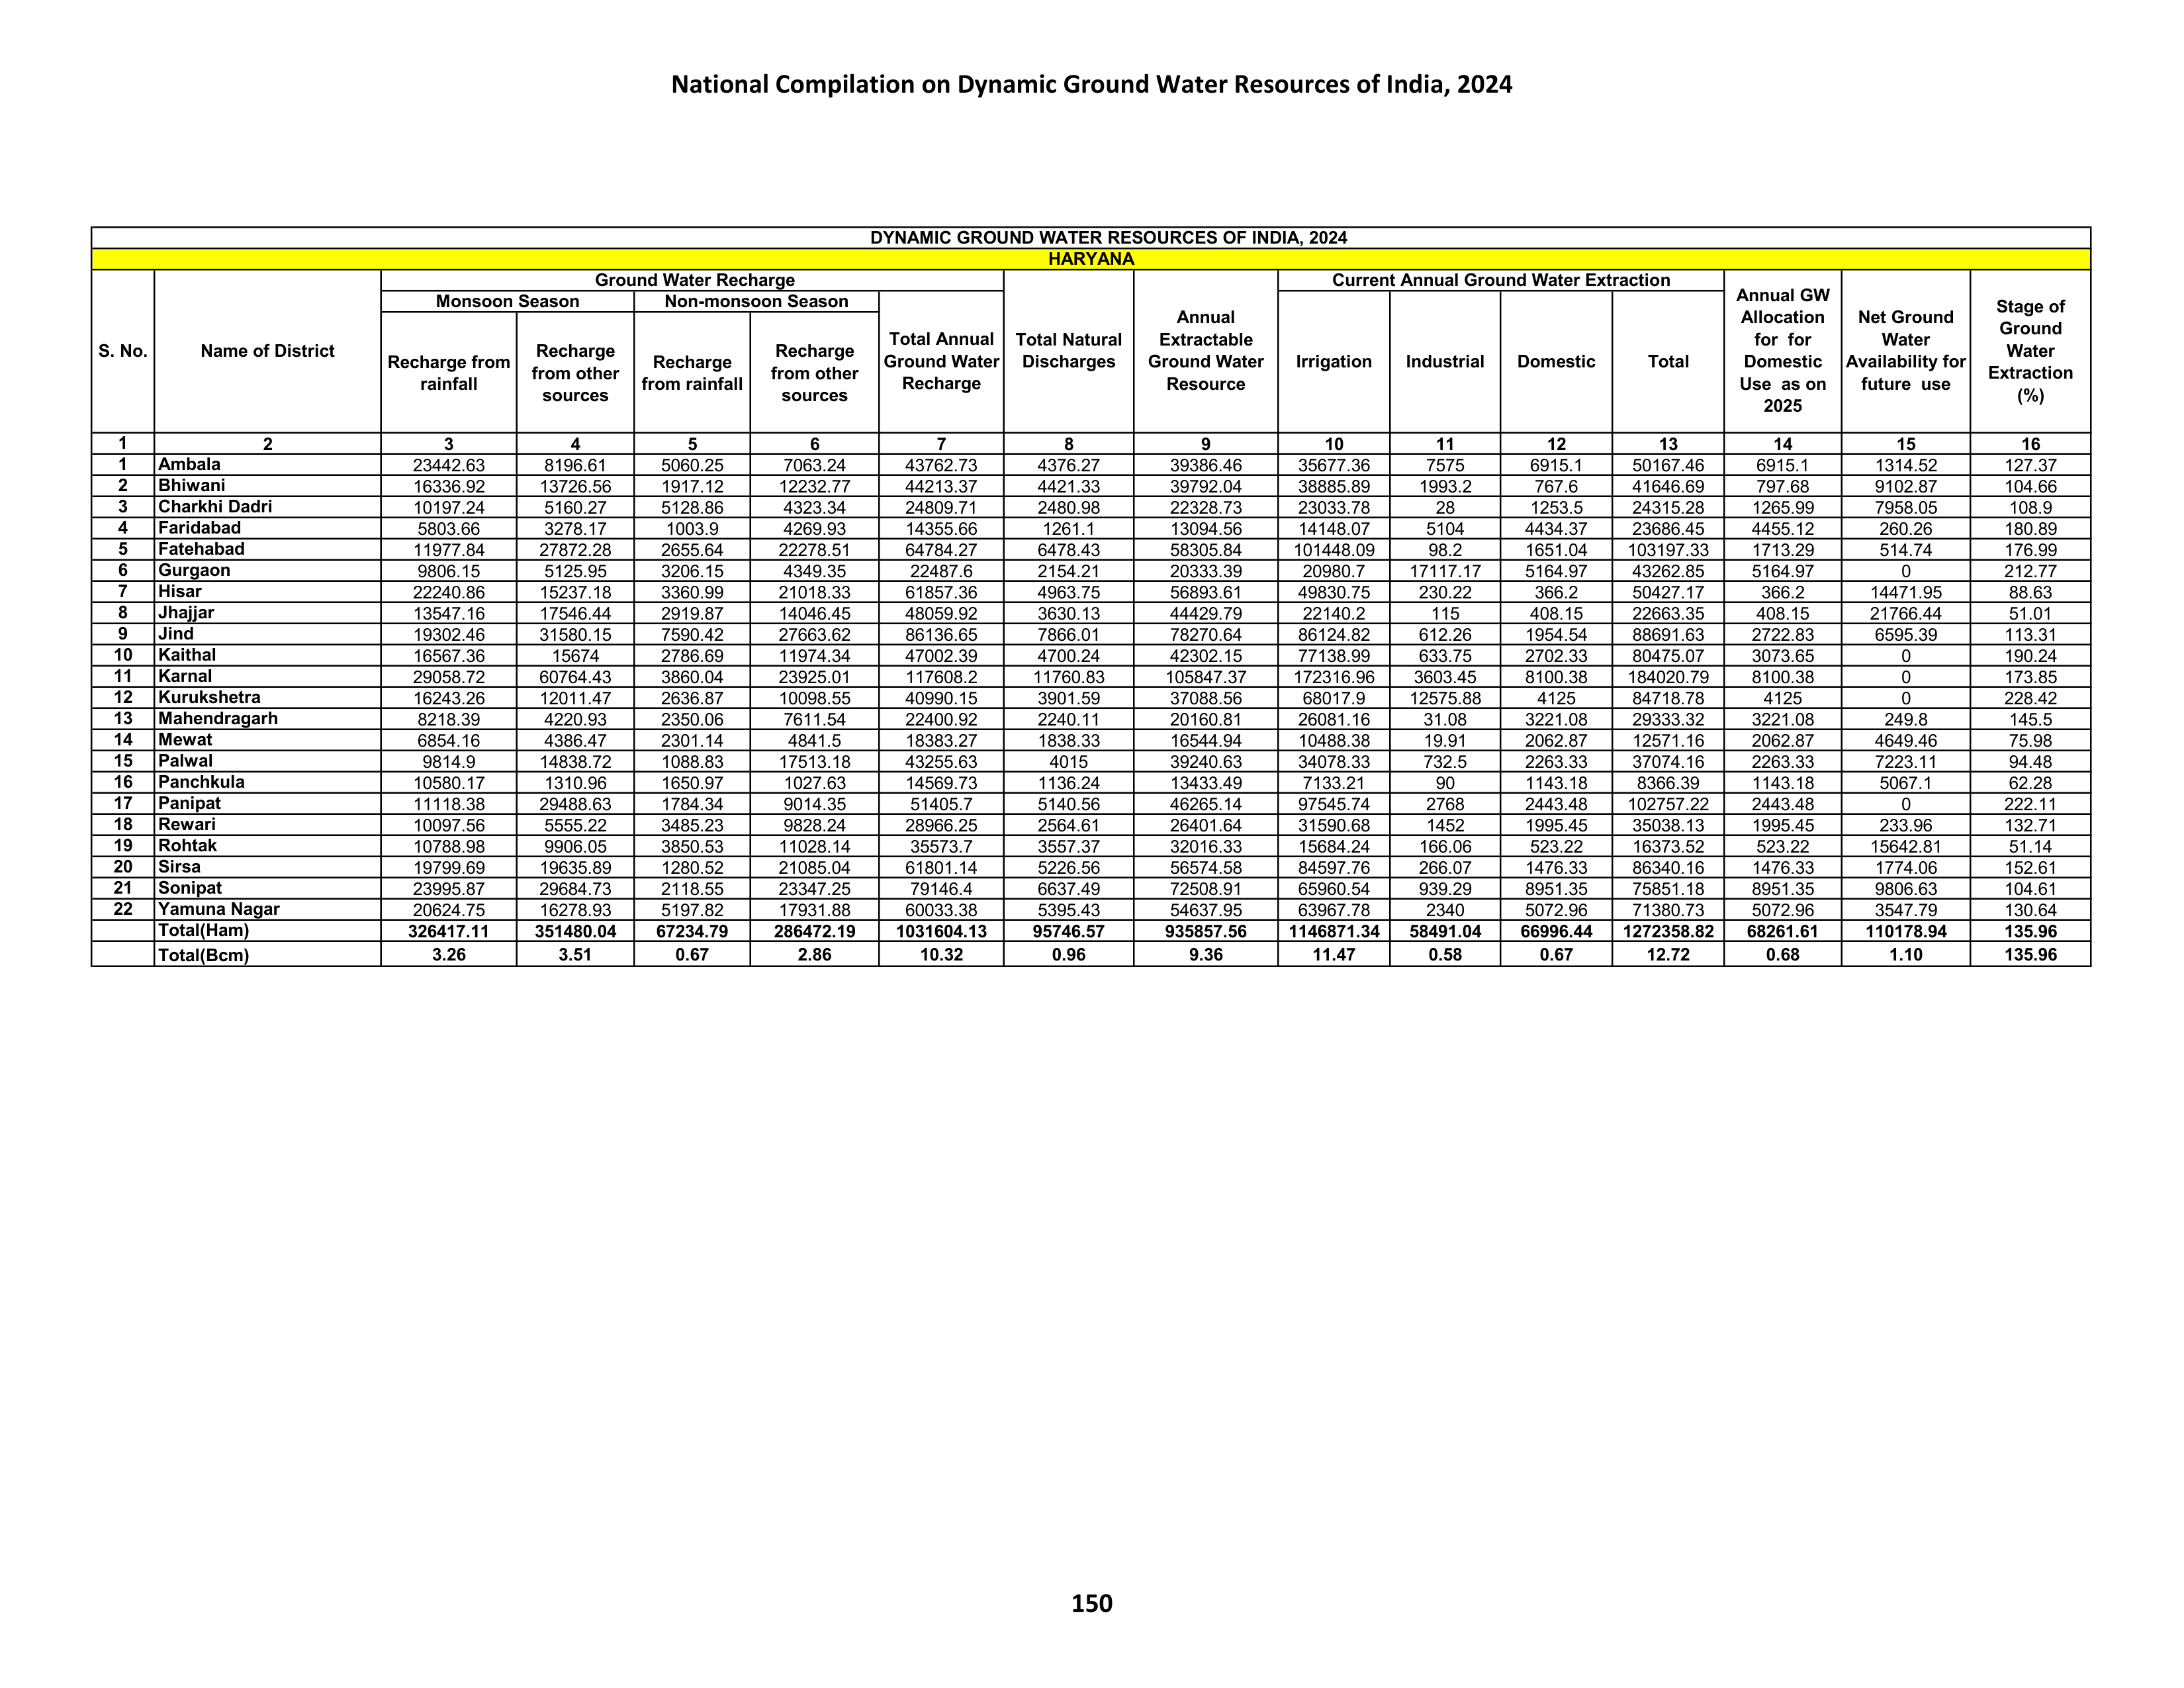 National Compilation on Dynamic Ground Water Resources of India, 2024
DYNAMIC GROUND WATER RESOURCES OF INDIA, 2024
HARYANA
S. No. Name of District Ground Water Recharge Total Natural Discharges Annual Extractable Ground Water Resource Current Annual Ground Water Extraction Annual GW Allocation for for Domestic Use as on 2025 Net Ground Water Availability for future use Stage of Ground Water Extraction (%)
Monsoon Season Non-monsoon Season Total Annual Ground Water Recharge Irrigation Industrial Domestic Total
Recharge from rainfall Recharge from other sources Recharge from rainfall Recharge from other sources
1 2 3 4 5 6 7 8 9 10 11 12 13 14 15 16
1 Ambala 23442.63 8196.61 5060.25 7063.24 43762.73 4376.27 39386.46 35677.36 7575 6915.1 50167.46 6915.1 1314.52 127.37
2 Bhiwani 16336.92 13726.56 1917.12 12232.77 44213.37 4421.33 39792.04 38885.89 1993.2 767.6 41646.69 797.68 9102.87 104.66
3 Charkhi Dadri 10197.24 5160.27 5128.86 4323.34 24809.71 2480.98 22328.73 23033.78 28 1253.5 24315.28 1265.99 7958.05 108.9
4 Faridabad 5803.66 3278.17 1003.9 4269.93 14355.66 1261.1 13094.56 14148.07 5104 4434.37 23686.45 4455.12 260.26 180.89
5 Fatehabad 11977.84 27872.28 2655.64 22278.51 64784.27 6478.43 58305.84 101448.09 98.2 1651.04 103197.33 1713.29 514.74 176.99
6 Gurgaon 9806.15 5125.95 3206.15 4349.35 22487.6 2154.21 20333.39 20980.7 17117.17 5164.97 43262.85 5164.97 0 212.77
7 Hisar 22240.86 15237.18 3360.99 21018.33 61857.36 4963.75 56893.61 49830.75 230.22 366.2 50427.17 366.2 14471.95 88.63
8 Jhajjar 13547.16 17546.44 2919.87 14046.45 48059.92 3630.13 44429.79 22140.2 115 408.15 22663.35 408.15 21766.44 51.01
9 Jind 19302.46 31580.15 7590.42 27663.62 86136.65 7866.01 78270.64 86124.82 612.26 1954.54 88691.63 2722.83 6595.39 113.31
10 Kaithal 16567.36 15674 2786.69 11974.34 47002.39 4700.24 42302.15 77138.99 633.75 2702.33 80475.07 3073.65 0 190.24
11 Karnal 29058.72 60764.43 3860.04 23925.01 117608.2 11760.83 105847.37 172316.96 3603.45 8100.38 184020.79 8100.38 0 173.85
12 Kurukshetra 16243.26 12011.47 2636.87 10098.55 40990.15 3901.59 37088.56 68017.9 12575.88 4125 84718.78 4125 0 228.42
13 Mahendragarh 8218.39 4220.93 2350.06 7611.54 22400.92 2240.11 20160.81 26081.16 31.08 3221.08 29333.32 3221.08 249.8 145.5
14 Mewat 6854.16 4386.47 2301.14 4841.5 18383.27 1838.33 16544.94 10488.38 19.91 2062.87 12571.16 2062.87 4649.46 75.98
15 Palwal 9814.9 14838.72 1088.83 17513.18 43255.63 4015 39240.63 34078.33 732.5 2263.33 37074.16 2263.33 7223.11 94.48
16 Panchkula 10580.17 1310.96 1650.97 1027.63 14569.73 1136.24 13433.49 7133.21 90 1143.18 8366.39 1143.18 5067.1 62.28
17 Panipat 11118.38 29488.63 1784.34 9014.35 51405.7 5140.56 46265.14 97545.74 2768 2443.48 102757.22 2443.48 0 222.11
18 Rewari 10097.56 5555.22 3485.23 9828.24 28966.25 2564.61 26401.64 31590.68 1452 1995.45 35038.13 1995.45 233.96 132.71
19 Rohtak 10788.98 9906.05 3850.53 11028.14 35573.7 3557.37 32016.33 15684.24 166.06 523.22 16373.52 523.22 15642.81 51.14
20 Sirsa 19799.69 19635.89 1280.52 21085.04 61801.14 5226.56 56574.58 84597.76 266.07 1476.33 86340.16 1476.33 1774.06 152.61
21 Sonipat 23995.87 29684.73 2118.55 23347.25 79146.4 6637.49 72508.91 65960.54 939.29 8951.35 75851.18 8951.35 9806.63 104.61
22 Yamuna Nagar 20624.75 16278.93 5197.82 17931.88 60033.38 5395.43 54637.95 63967.78 2340 5072.96 71380.73 5072.96 3547.79 130.64
Total(Ham) 326417.11 351480.04 67234.79 286472.19 1031604.13 95746.57 935857.56 1146871.34 58491.04 66996.44 1272358.82 68261.61 110178.94 135.96
Total(Bcm) 3.26 3.51 0.67 2.86 10.32 0.96 9.36 11.47 0.58 0.67 12.72 0.68 1.10 135.96
150